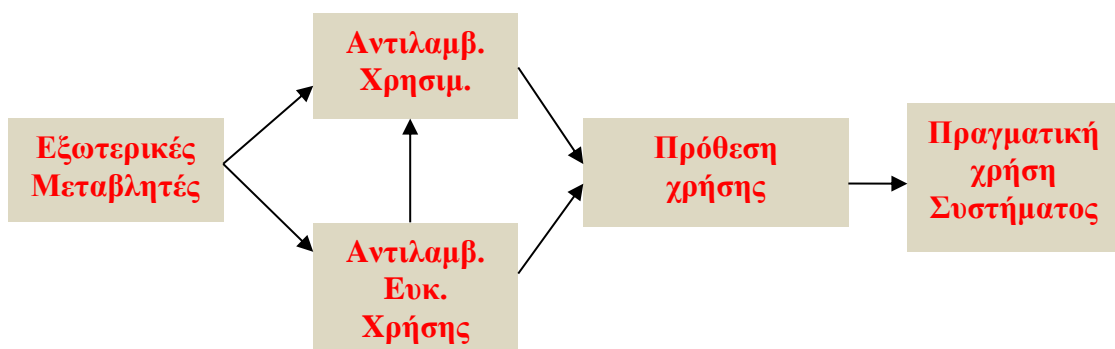 Εξωτερικές
Μεταβλητές
Αντιλαμβ.
Χρησιμ.
Αντιλαμβ.
Ευκ.
Χρήσης
Πρόθεση
χρήσης
Πραγματική
χρήση
Συστήματος